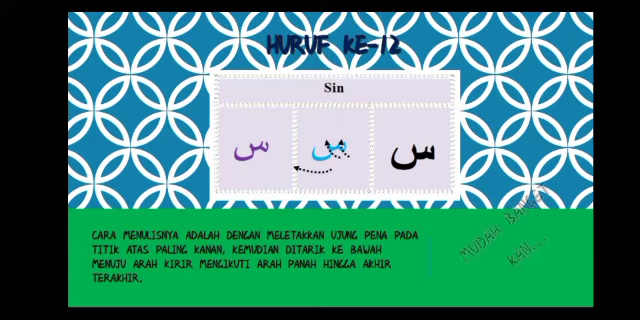 HURUF KE-12
Sin
س س س
CARA MENULISNYA ADALAH DENGAN MELETAKKAN UJUNG PENA PADA
TITIK ATAS PALING KANAN, KEMUDIAN DITARIK KE BAWAH
MENUJU ARAH KIRIR MENGIKUTI ARAH PANAH HINGGA AKHIR
TERAKHIR.
MUDAH BANGET
KAN...